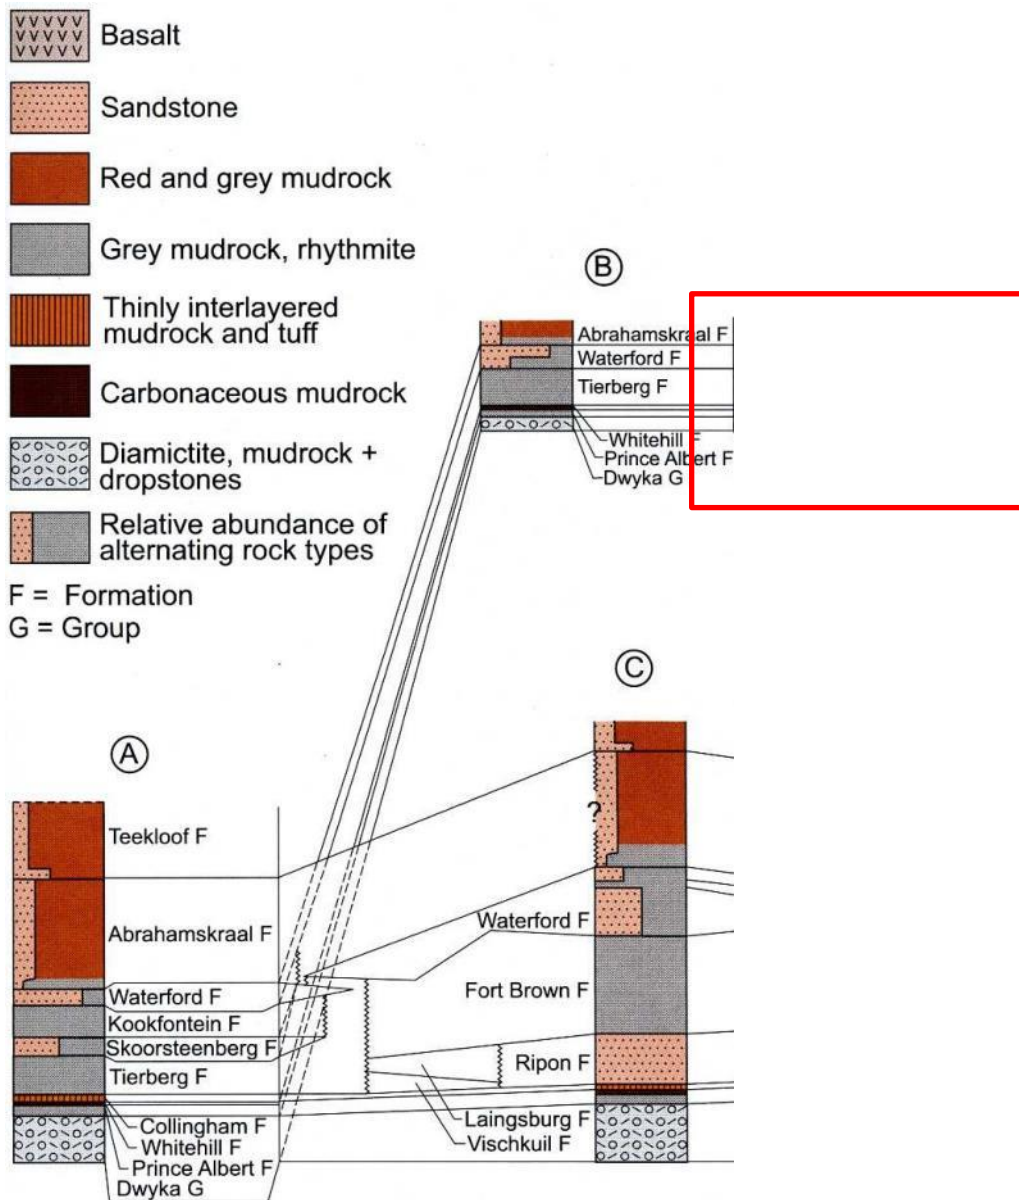 Basalt
Sandstone
Red and grey mudrock
Grey mudrock, rhythmite
Thinly interlayered
mudrock and tuff
Carbonaceous mudrock
Diamictite, mudrock +
dropstones
Relative abundance of
alternating rock types
F = Formation
G = Group
B
Abrahamskraal F
Waterford F
Tierberg F
Whitehill F
Prince Albert F
Dwyka G
A
Teekloof F
Abrahamskraal F
Waterford F
Kookfontein F
Skoorsteenberg F
Tierberg F
Collingham F
Whitehill F
Prince Albert F
Dwyka G
C
?
Waterford F
Fort Brown F
Ripon F
Laingsburg F
Vischkuil F